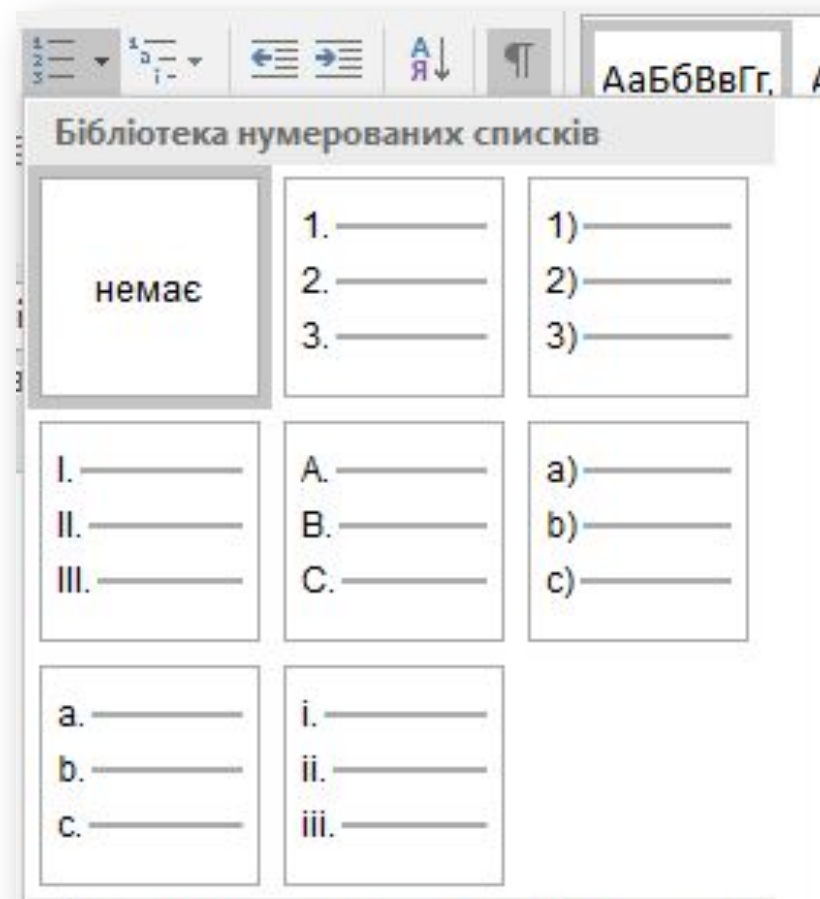 АаБбВвГг,
Бібліотека нумерованих списків
немає
1.
2.
3.
1)
2)
3)
I.
II.
III.
A.
B.
C.
a)
b)
c)
a.
b.
c.
i.
ii.
iii.